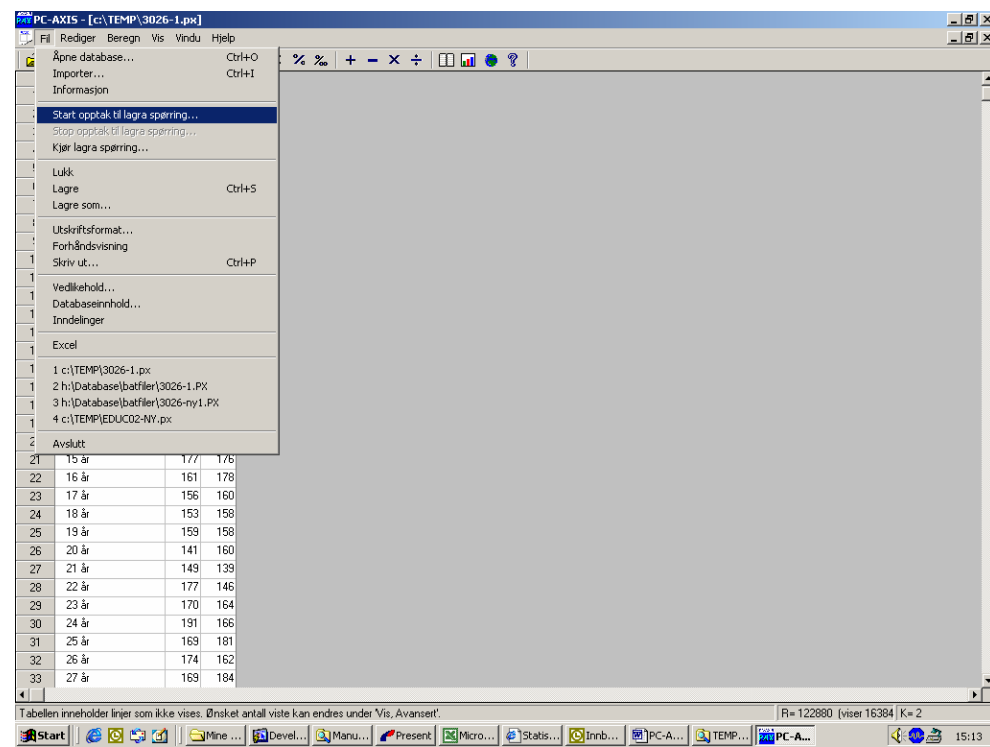 PC-AXIS - [c:\TEMP\3026-1.px]
Fil Rediger Beregn Vis Vindu Hjelp
Åpne database... Ctrl+O
Importer... Ctrl+I
Informasjon
Start opptak til lagra spørring...
Stop opptak til lagra spørring...
Kjør lagra spørring...
Lukk
Lagre Ctrl+S
Lagre som...
Utskriftsformat...
Forhåndsvisning
Skriv ut... Ctrl+P
Vedlikehold...
Databaseinnhold...
Inndelinger
Excel
1 c:\TEMP\3026-1.px
2 h:\Database\batfiler\3026-1.PX
3 h:\Database\batfiler\3026-ny1.PX
4 c:\TEMP\EDUC02-NY.px
Avslutt
21 15 år 177 176
22 16 år 161 178
23 17 år 156 160
24 18 år 153 158
25 19 år 159 158
26 20 år 141 160
27 21 år 149 139
28 22 år 177 146
29 23 år 170 164
30 24 år 191 166
31 25 år 169 181
32 26 år 174 162
33 27 år 169 184
Tabellen inneholder linjer som ikke vises. Ønsket antall viste kan endres under 'Vis, Avansert'. R= 122880 (viser 16384 K= 2
Start Mine ... Devel... Manu... Present Micro... Statis... Innb... PC-A... TEMP... PC-A... 15:13